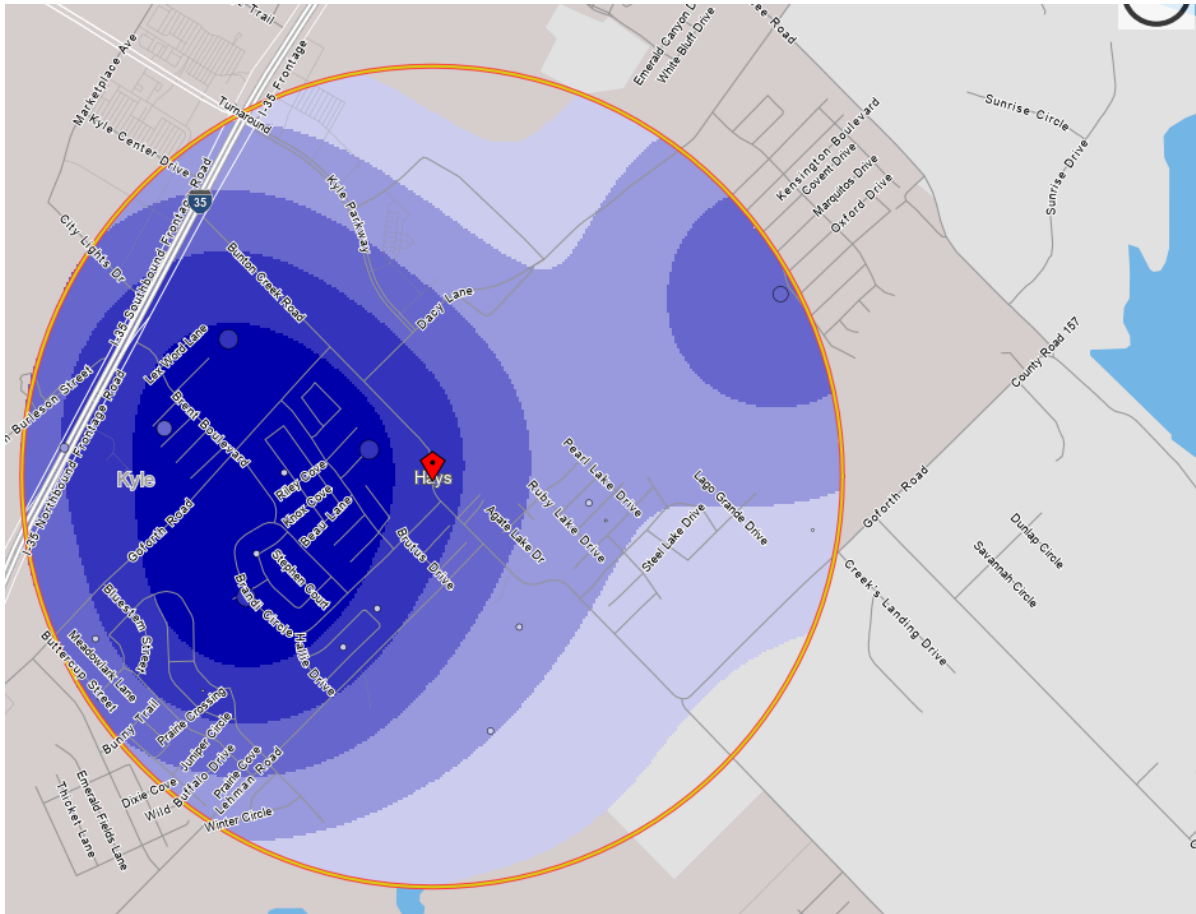 Trail
Marketplace Ave
I-35 Frontage
Turnaround
Kyle Center Drive
35
City Lights Dr
I-35 Southbound Frontage Road
Kyle Parkway
Bunton Creek Road
Dacy Lane
Emerald Canyon
White Bluff Drive
Road
Kensington Boulevard
Covent Drive
Marquitos Drive
Oxford Drive
Sunrise Circle
Sunrise Drive
County Road 157
Lex Word Lane
Burleson Street
Brent Boulevard
I-35 Northbound Frontage Road
Kyle
Hays
Riley Cove
Knox Cove
Beau Lane
Goforth Road
Pearl Lake Drive
Ruby Lake Drive
Agate Lake Dr
Lago Grande Drive
Steel Lake Drive
Goforth Road
Brutus Drive
Stephen Court
Brandi Circle
Hallie Drive
Dunlap Circle
Savannah Circle
Creek's Landing Drive
Bluestem Street
Meadowlark Lane
Buttercup Street
Bunny Trail
Prairie Crossing
Juniper Circle
Dixie Cove
Wild Buffalo Drive
Prairie Cove
Lehman Road
Winter Circle
Emerald Fields Lane
Thicket Lane